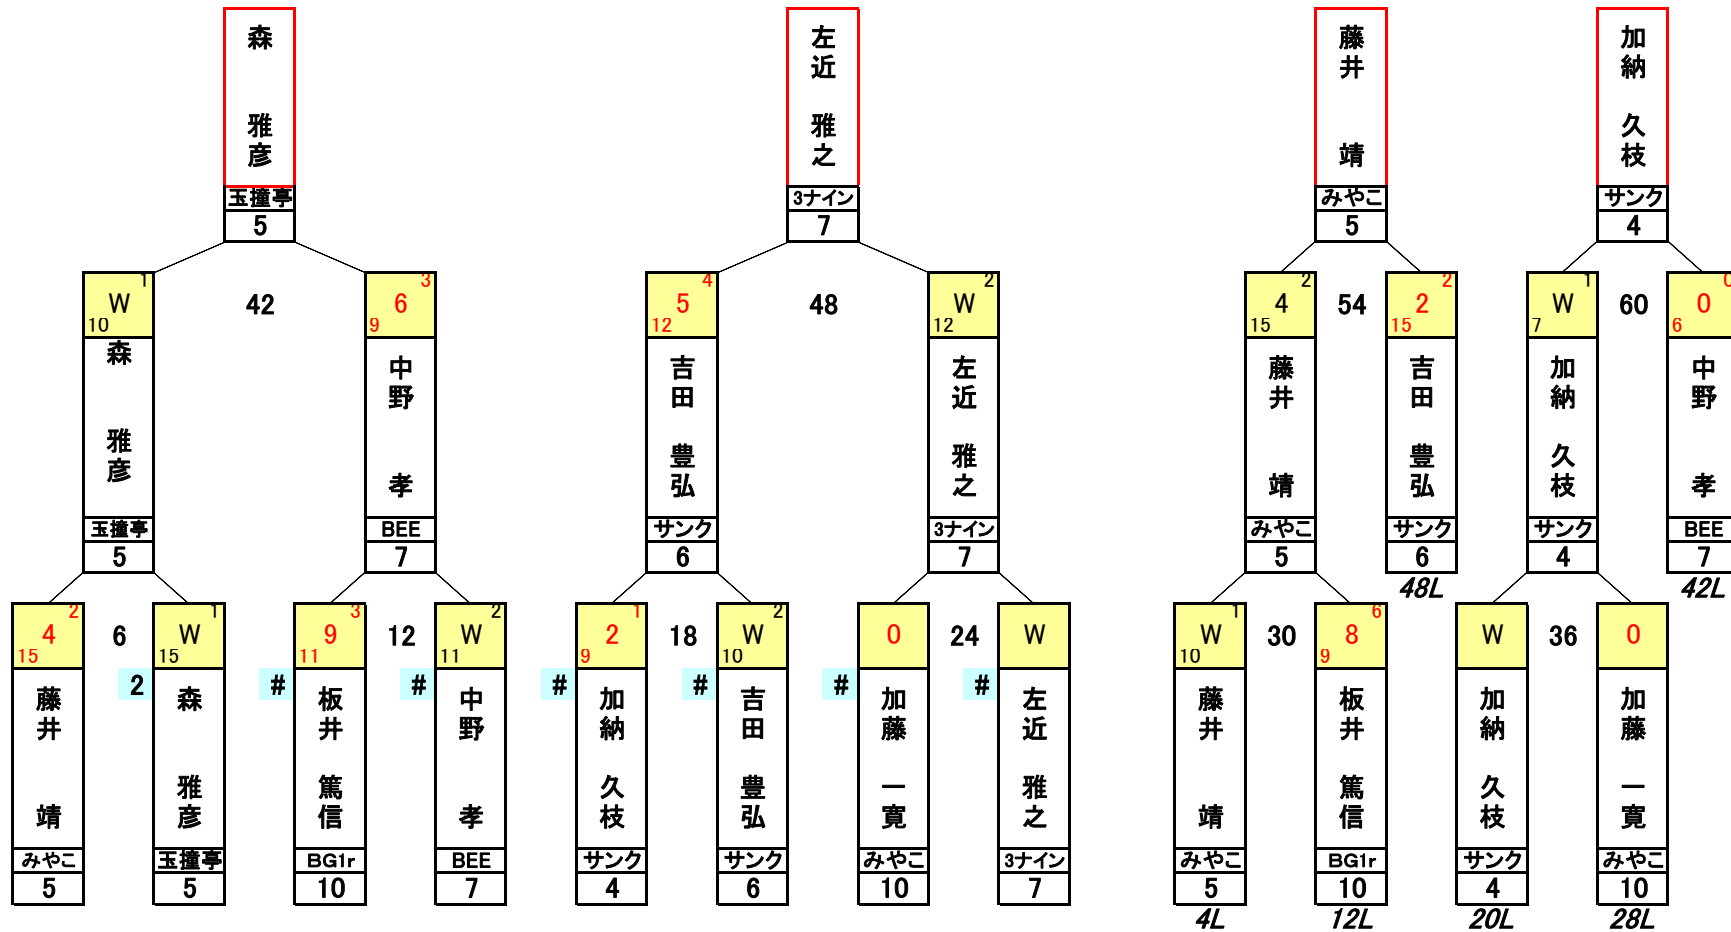 森 雅彦
左近 雅之
藤井 靖
加納 久枝
玉撞亭
3ナイン
みやこ
サンク
5
7
5
4
W 1 10
42
6 3 9
5 4 12
48
W 2 12
4 2 15
54
2 2 15
W 1 7
60
0 0 6
森 雅彦
中野 孝
吉田 豊弘
左近 雅之
藤井 靖
吉田 豊弘
加納 久枝
中野 孝
玉撞亭
BEE
サンク
3ナイン
みやこ
サンク
サンク
BEE
5
7
6
7
5
6
4
7
48L
42L
4 2 15
6
W 1 15
9 3 11
12
W 2 11
2 1 9
18
W 2 10
0
24
W
W 1 10
30
8 6 9
W
36
0
2
#
#
#
#
#
#
藤井 靖
森 雅彦
板井 篤信
中野 孝
加納 久枝
吉田 豊弘
加藤 一寛
左近 雅之
藤井 靖
板井 篤信
加納 久枝
加藤 一寛
みやこ
玉撞亭
BG1r
BEE
サンク
サンク
みやこ
3ナイン
みやこ
BG1r
サンク
みやこ
5
5
10
7
4
6
10
7
5
10
4
10
4L
12L
20L
28L